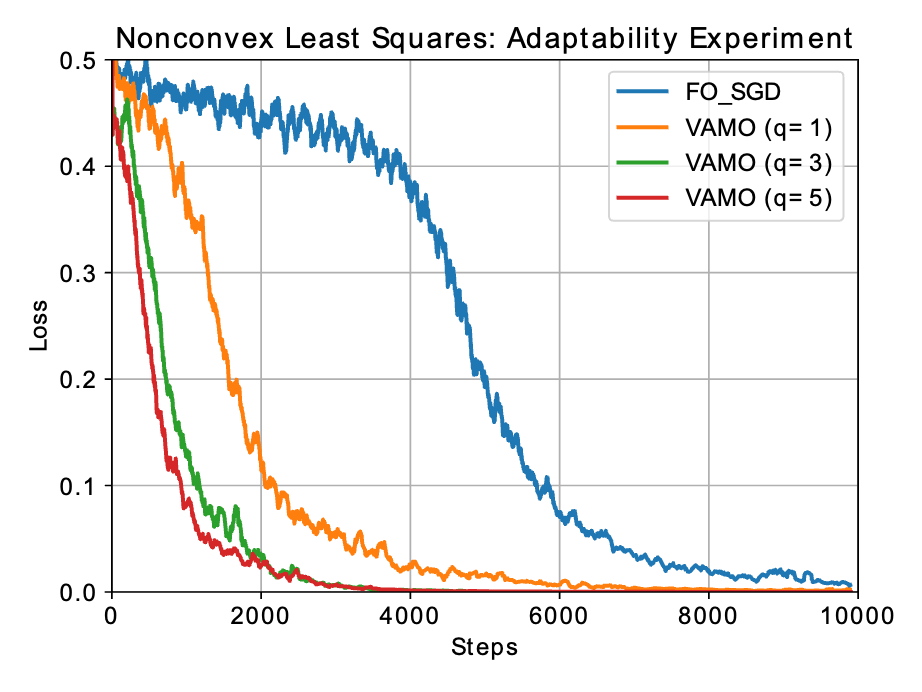 Nonconvex Least Squares: Adaptability Experiment
0.5
0.4
0.3
0.2
0.1
0.0
Loss
0
2000
4000
6000
8000
10000
Steps
FO_SGD
VAMO (q= 1)
VAMO (q= 3)
VAMO (q= 5)